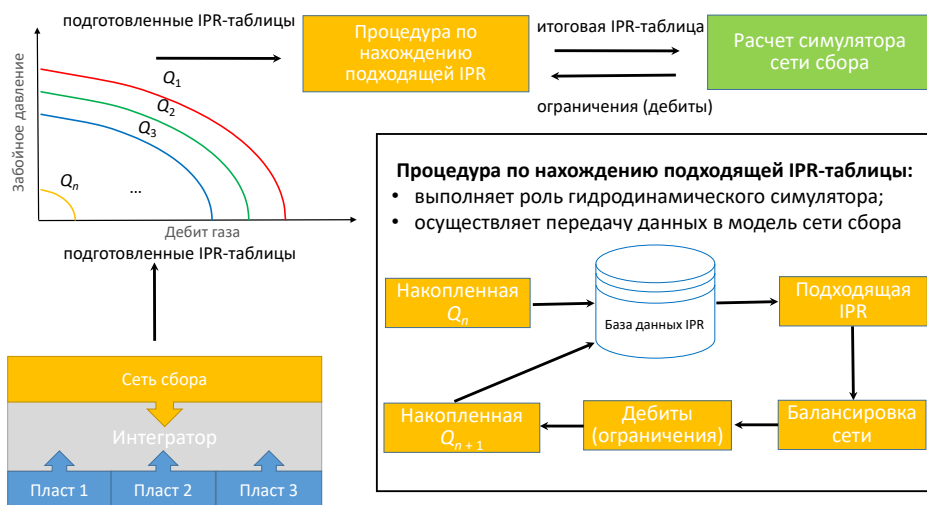 подготовленные IPR-таблицы
Забойное давление
Q1
Q2
Q3
Qn
...
Дебит газа
Процедура по
нахождению
подходящей IPR
итоговая IPR-таблица
ограничения (дебиты)
Расчет симулятора
сети сбора
подготовленные IPR-таблицы
Сеть сбора
Интегратор
Пласт 1
Пласт 2
Пласт 3
Процедура по нахождению подходящей IPR-таблицы:
• выполняет роль гидродинамического симулятора;
• осуществляет передачу данных в модель сети сбора
Накопленная
Qn
База данных IPR
Подходящая
IPR
Накопленная
Qn + 1
Дебиты
(ограничения)
Балансировка
сети